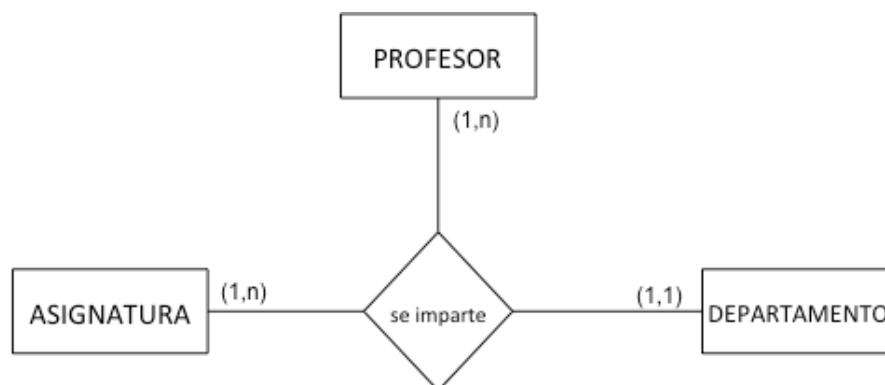 PROFESOR
(1,n)
ASIGNATURA
(1,n)
se imparte
(1,1)
DEPARTAMENTO